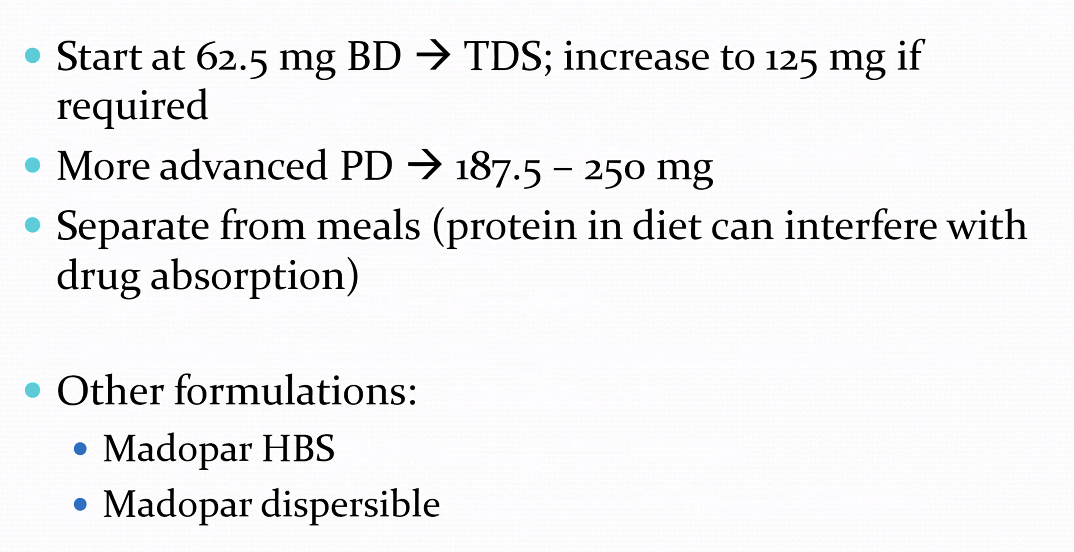 • Start at 62.5 mg BD → TDS; increase to 125 mg if
required
• More advanced PD → 187.5 – 250 mg
• Separate from meals (protein in diet can interfere with
drug absorption)
• Other formulations:
• Madopar HBS
• Madopar dispersible